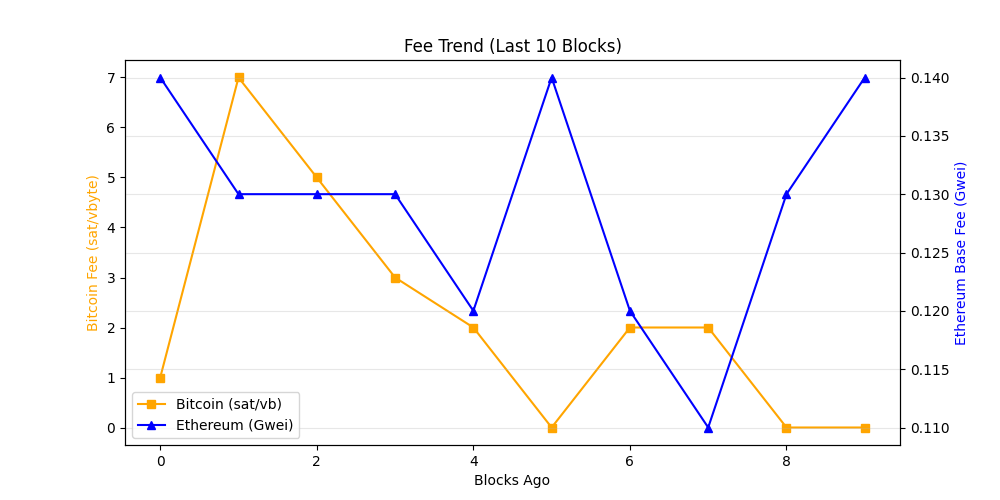 Fee Trend (Last 10 Blocks)
Bitcoin Fee (sat/vbyte)
7
6
5
4
3
2
1
0
0.140
0.135
0.130
0.125
0.120
0.115
0.110
Ethereum Base Fee (Gwei)
Bitcoin (sat/vb)
Ethereum (Gwei)
0 2 4 6 8
Blocks Ago